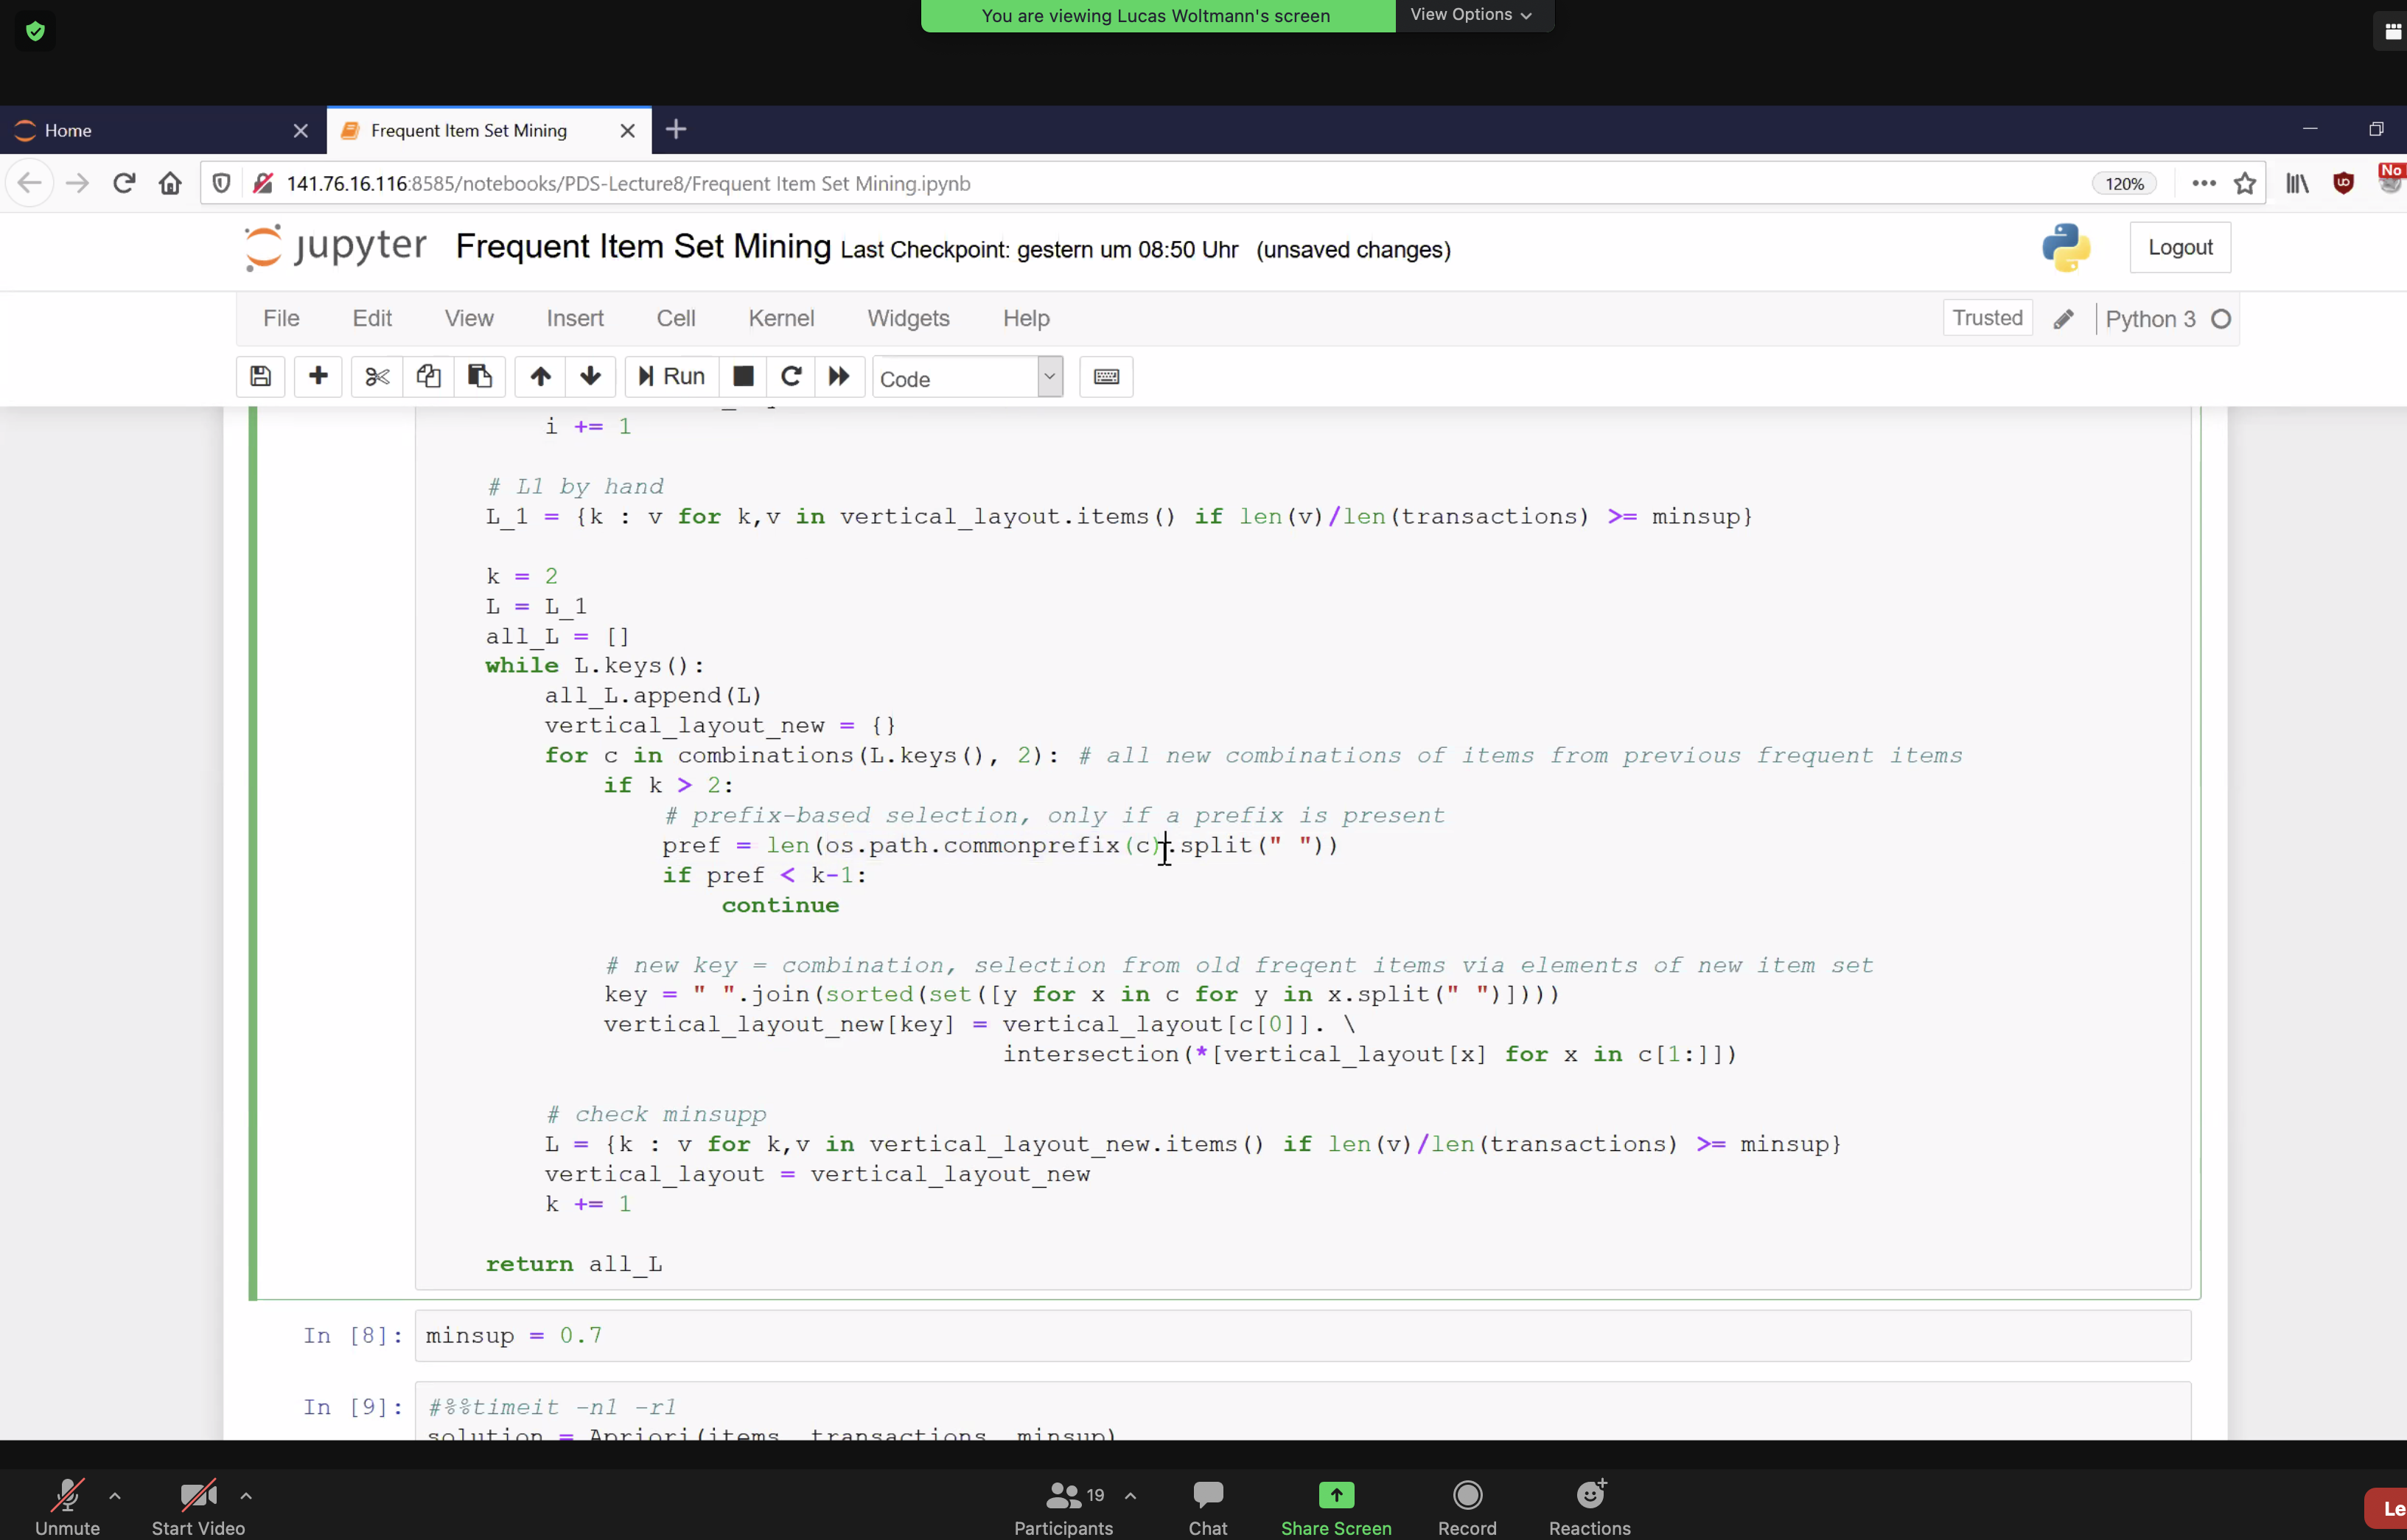 You are viewing Lucas Woltmann's screen View Options
Home Frequent Item Set Mining
141.76.16.116:8585/notebooks/PDS-Lecture8/Frequent Item Set Mining.ipynb 120% No
jupyter Frequent Item Set Mining Last Checkpoint: gestern um 08:50 Uhr (unsaved changes) Logout
File Edit View Insert Cell Kernel Widgets Help Trusted Python 3
Run Code
i += 1
# L1 by hand
L_1 = {k : v for k,v in vertical_layout.items() if len(v)/len(transactions) >= minsup}
k = 2
L = L_1
all_L = []
while L.keys():
all_L.append(L)
vertical_layout_new = {}
for c in combinations(L.keys(), 2): # all new combinations of items from previous frequent items
if k > 2:
# prefix-based selection, only if a prefix is present
pref = len(os.path.commonprefix(c).split(" "))
if pref < k-1:
continue
# new key = combination, selection from old freqent items via elements of new item set
key = " ".join(sorted(set([y for x in c for y in x.split(" ")])))
vertical_layout_new[key] = vertical_layout[c[0]]. \
intersection(*[vertical_layout[x] for x in c[1:]])
# check minsupp
L = {k : v for k,v in vertical_layout_new.items() if len(v)/len(transactions) >= minsup}
vertical_layout = vertical_layout_new
k += 1
return all_L
In [8]: minsup = 0.7
In [9]: #%%timeit -n1 -r1
solution = Apriori(items, transactions, minsup)
19
Unmute Start Video Participants Chat Share Screen Record Reactions